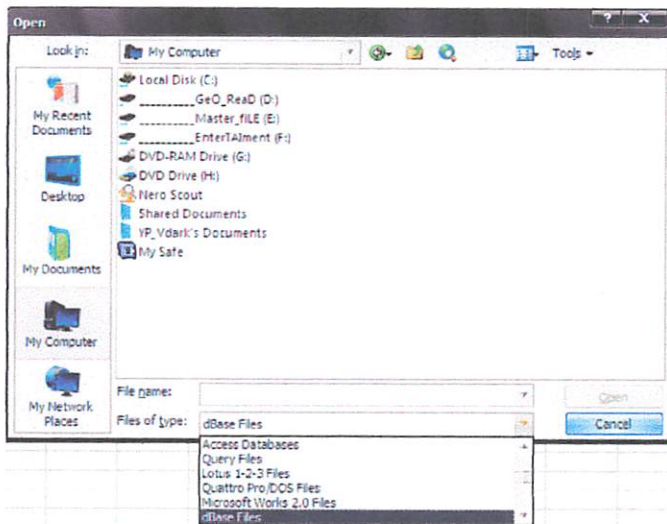 Open
? X
Look in:
My Computer
Tools
My Recent
Documents
Desktop
My Documents
My Computer
My Network
Places
Local Disk (C:)
_________GeO_ReaD (D:)
_________Master_fiLE (E:)
_________EnterTAIment (F:)
DVD-RAM Drive (G:)
DVD Drive (H:)
Nero Scout
Shared Documents
YP_Vdark's Documents
My Safe
File name:
Open
Files of type:
dBase Files
Cancel
Access Databases
Query Files
Lotus 1-2-3 Files
Quattro Pro/DOS Files
Microsoft Works 2.0 Files
dBase Files